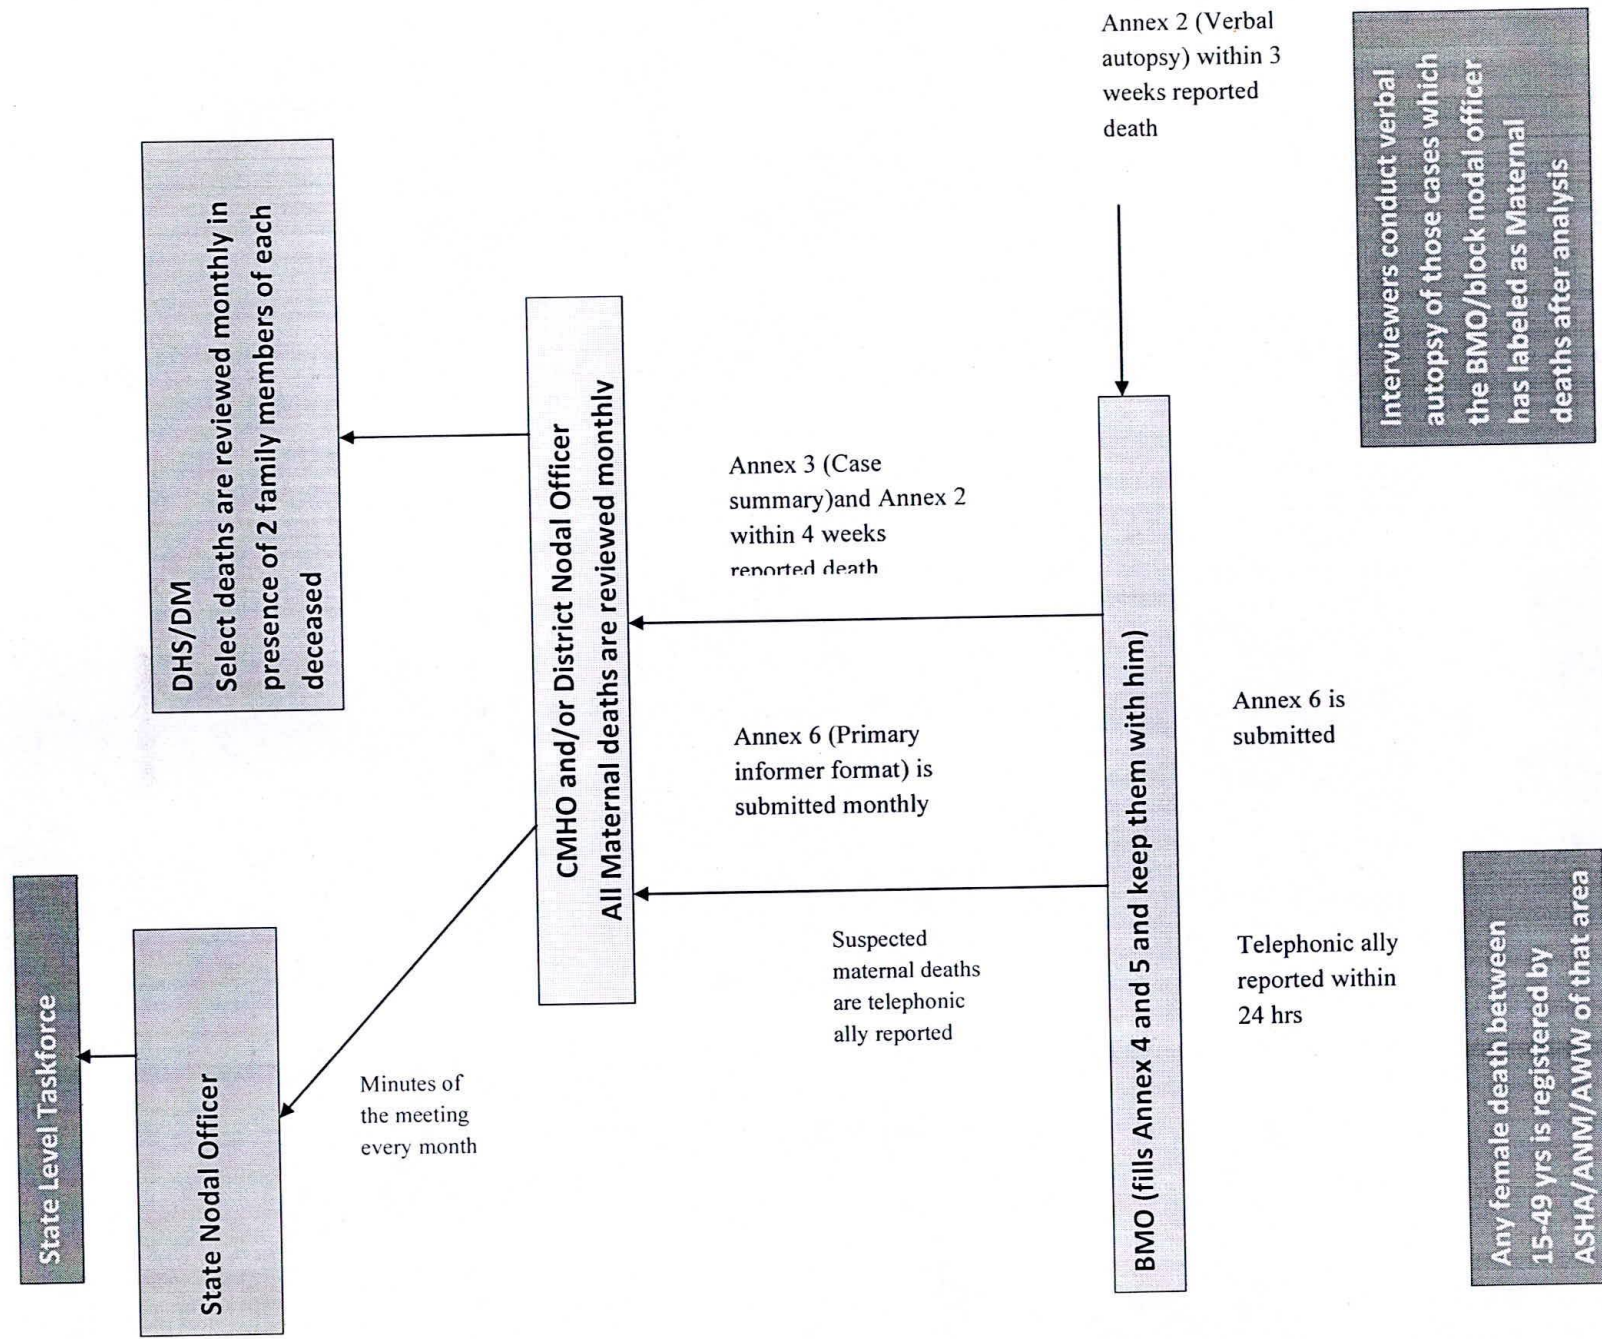 State Level Taskforce
State Nodal Officer
DHS/DM
Select deaths are reviewed monthly in
presence of 2 family members of each
deceased
Minutes of
the meeting
every month
CMHO and/or District Nodal Officer
All Maternal deaths are reviewed monthly
Suspected
maternal deaths
are telephonic
ally reported
Annex 6 (Primary
informer format) is
submitted monthly
Annex 3 (Case
summary)and Annex 2
within 4 weeks
reported death
BMO (fills Annex 4 and 5 and keep them with him)
Annex 2 (Verbal
autopsy) within 3
weeks reported
death
Telephonic ally
reported within
24 hrs
Annex 6 is
submitted
Any female death between
15-49 yrs is registered by
ASHA/ANM/AWW of that area
Interviewers conduct verbal
autopsy of those cases which
the BMO/block nodal officer
has labeled as Maternal
deaths after analysis